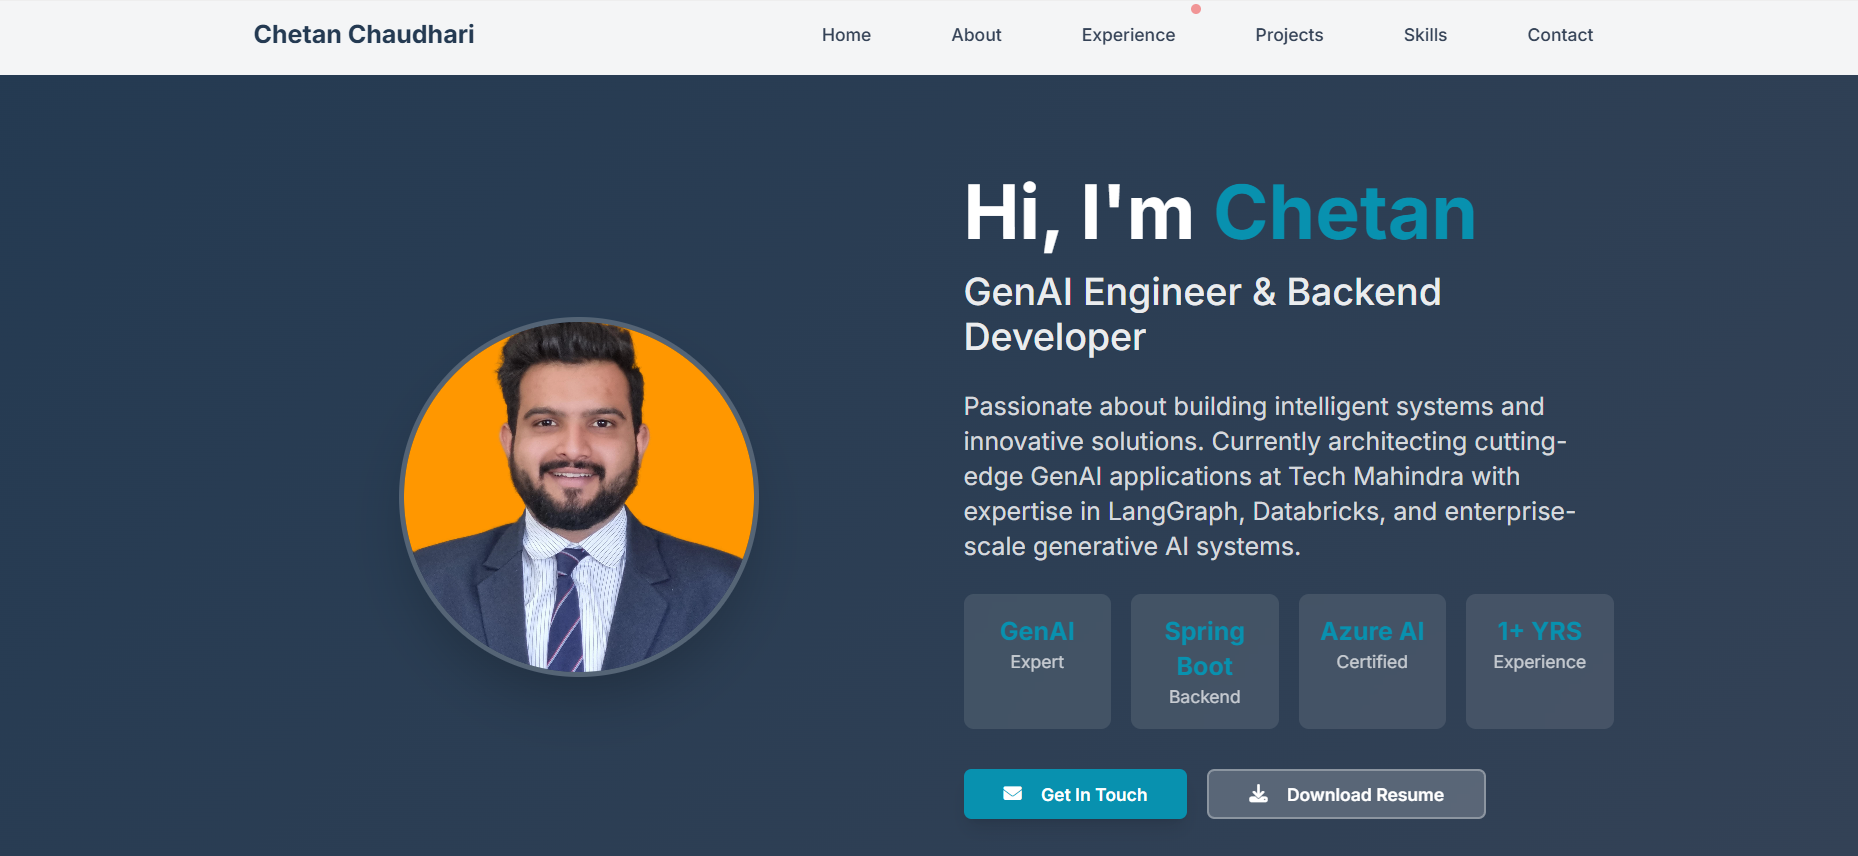 Chetan Chaudhari
Home
About
Experience
Projects
Skills
Contact
Hi, I'm Chetan
GenAI Engineer & Backend
Developer
Passionate about building intelligent systems and
innovative solutions. Currently architecting cutting-
edge GenAI applications at Tech Mahindra with
expertise in LangGraph, Databricks, and enterprise-
scale generative AI systems.
GenAI
Expert
Spring
Boot
Backend
Azure AI
Certified
1+ YRS
Experience
Get In Touch
Download Resume